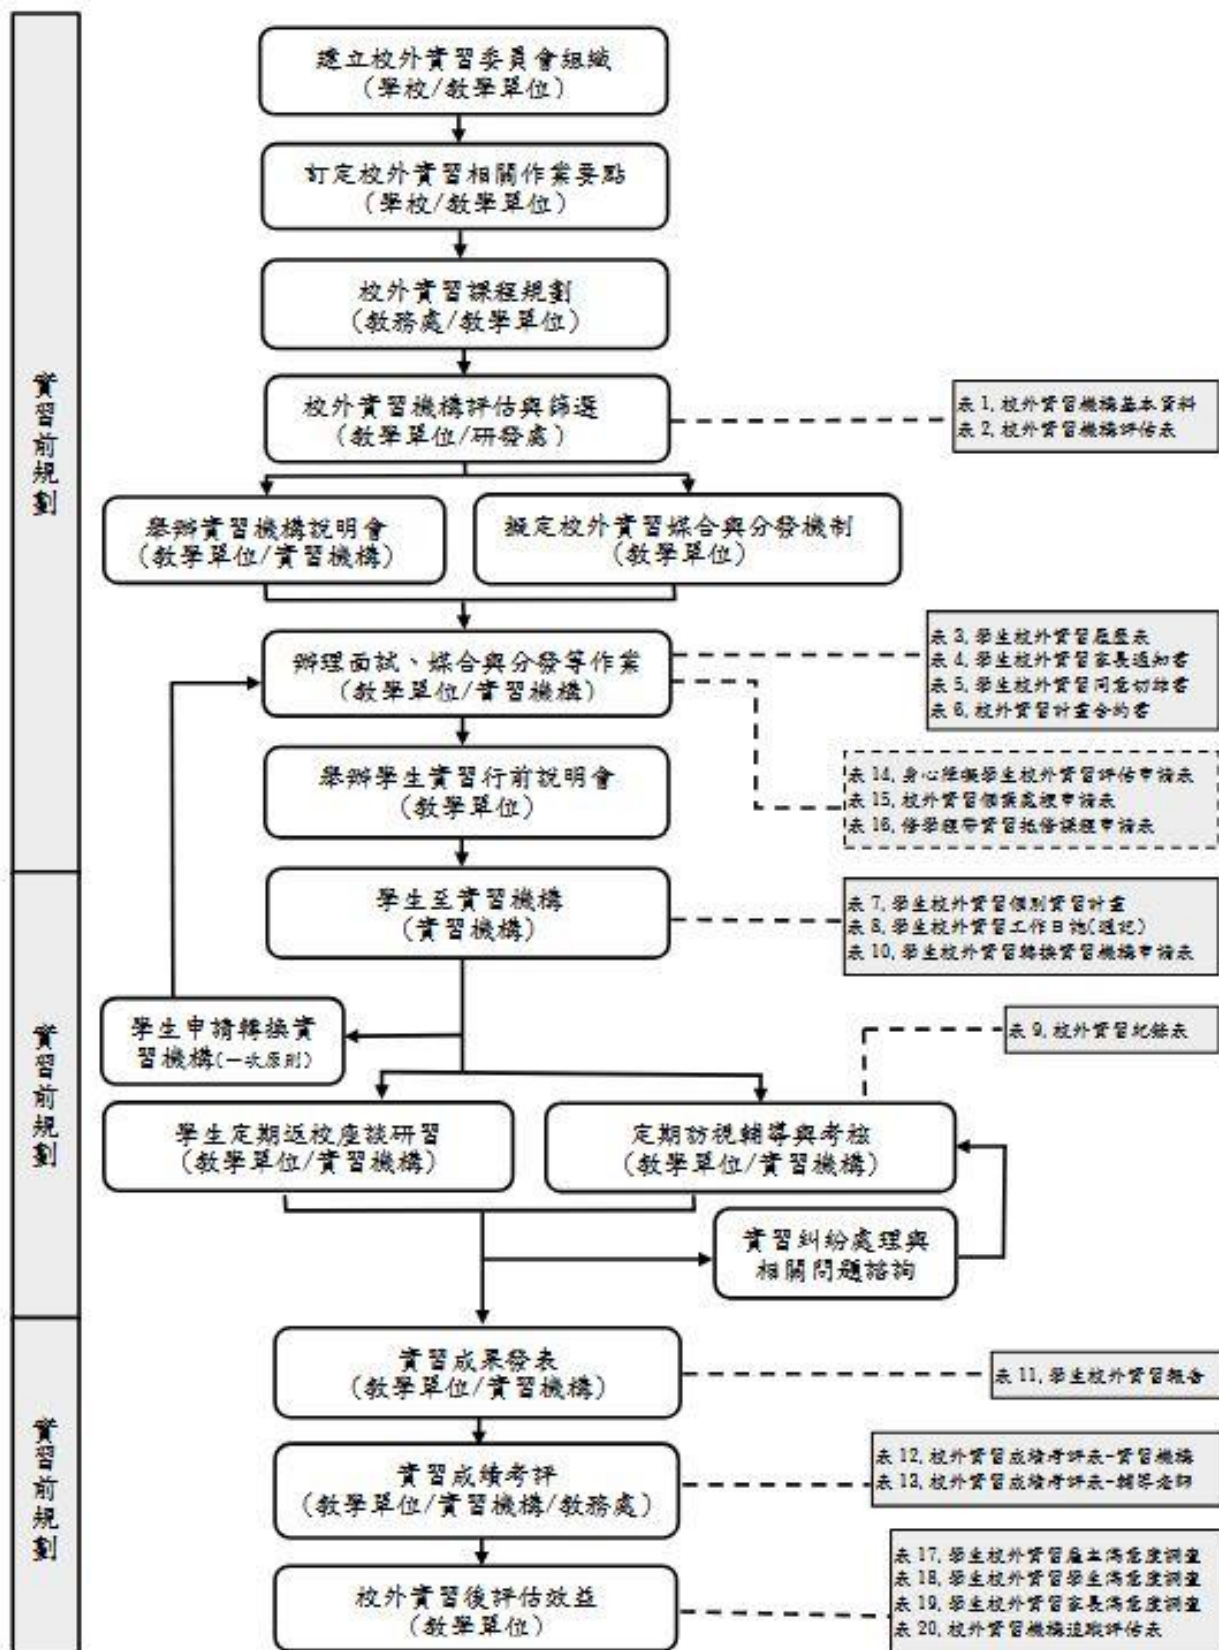 建立校外實習委員會組織
(學校/教學單位)
訂定校外實習相關作業要點
(學校/教學單位)
校外實習課程規劃
(教務處/教學單位)
實習前規劃
校外實習機構評估與篩選
(教學單位/研發處)
表 1, 校外實習機構基本資料
表 2, 校外實習機構評估表
舉辦實習機構說明會
(教學單位/實習機構)
擬定校外實習媒合與分發機制
(教學單位)
辦理面試、媒合與分發等作業
(教學單位/實習機構)
表 3, 學生校外實習履歷表
表 4, 學生校外實習家長通知書
表 5, 學生校外實習同意切結書
表 6, 校外實習計畫合約書
舉辦學生實習行前說明會
(教學單位)
表 14, 身心障礙學生校外實習評估申請表
表 15, 校外實習個案處理申請表
表 16, 修學程帶實習抵修課程申請表
學生至實習機構
(實習機構)
表 7, 學生校外實習個別實習計畫
表 8, 學生校外實習工作日誌(週記)
表 10, 學生校外實習轉換實習機構申請表
實習前規劃
學生申請轉換實
習機構(一次原則)
表 9, 校外實習紀錄表
學生定期返校座談研習
(教學單位/實習機構)
定期訪視輔導與考核
(教學單位/實習機構)
實習糾紛處理與
相關問題諮詢
實習前規劃
實習成果發表
(教學單位/實習機構)
表 11, 學生校外實習報告
實習成績考評
(教學單位/實習機構/教務處)
表 12, 校外實習成績考評表-實習機構
表 13, 校外實習成績考評表-輔導老師
校外實習後評估效益
(教學單位)
表 17, 學生校外實習雇主滿意度調查
表 18, 學生校外實習學生滿意度調查
表 19, 學生校外實習家長滿意度調查
表 20, 校外實習機構追蹤評估表